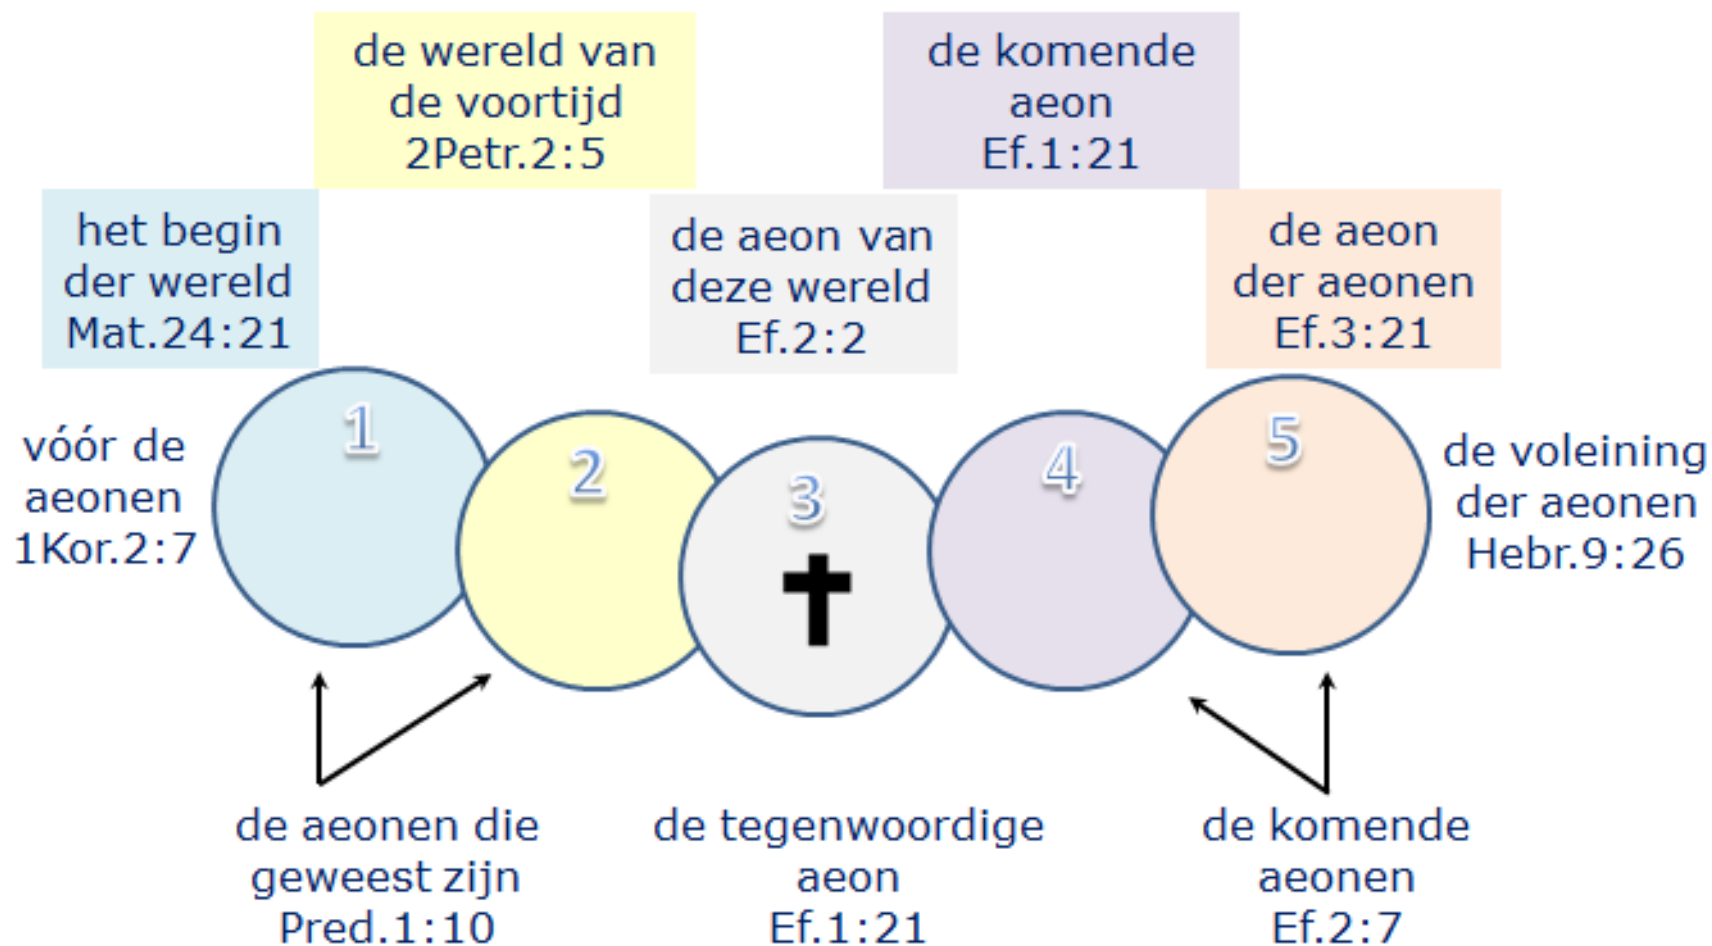 de wereld van
de voortijd
2Petr.2:5
de komende
aeon
Ef.1:21
het begin
der wereld
Mat.24:21
de aeon van
deze wereld
Ef.2:2
de aeon
der aeonen
Ef.3:21
vóór de
aeonen
1Kor.2:7
1
2
3
4
5
de voleining
der aeonen
Hebr.9:26
de aeonen die
geweest zijn
Pred.1:10
de tegenwoordige
aeon
Ef.1:21
de komende
aeonen
Ef.2:7